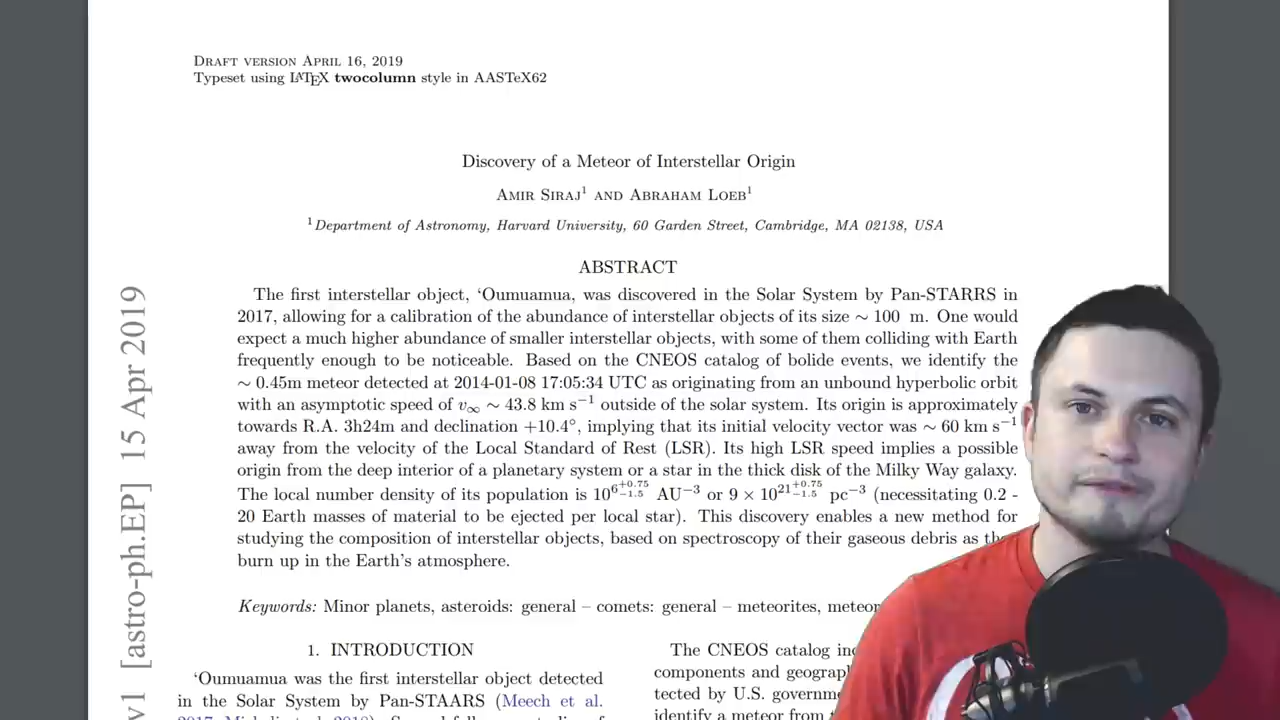 DRAFT VERSION APRIL 16, 2019
Typeset using LATEX twocolumn style in AASTeX62
Discovery of a Meteor of Interstellar Origin
AMIR SIRAJ¹ AND ABRAHAM LOEB¹
¹Department of Astronomy, Harvard University, 60 Garden Street, Cambridge, MA 02138, USA
ABSTRACT
The first interstellar object, ‘Oumuamua, was discovered in the Solar System by Pan-STARRS in
2017, allowing for a calibration of the abundance of interstellar objects of its size ∼ 100 m. One would
expect a much higher abundance of smaller interstellar objects, with some of them colliding with Earth
frequently enough to be noticeable. Based on the CNEOS catalog of bolide events, we identify the
∼ 0.45m meteor detected at 2014-01-08 17:05:34 UTC as originating from an unbound hyperbolic orbit
with an asymptotic speed of v∞ ∼ 43.8 km s⁻¹ outside of the solar system. Its origin is approximately
towards R.A. 3h24m and declination +10.4°, implying that its initial velocity vector was ∼ 60 km s⁻¹
away from the velocity of the Local Standard of Rest (LSR). Its high LSR speed implies a possible
origin from the deep interior of a planetary system or a star in the thick disk of the Milky Way galaxy.
The local number density of its population is 10^6^{+0.75}_{−1.5} AU⁻³ or 9 × 10^21^{+0.75}_{−1.5} pc⁻³ (necessitating 0.2 -
20 Earth masses of material to be ejected per local star). This discovery enables a new method for
studying the composition of interstellar objects, based on spectroscopy of their gaseous debris as
burn up in the Earth’s atmosphere.
Keywords: Minor planets, asteroids: general – comets: general – meteorites,
1. INTRODUCTION
‘Oumuamua was the first interstellar object detected
in the Solar System by Pan-STAARS (Meech et al.
The CNEOS catalog
components and
tected by U.S.
identify a meteor from
v1 [astro-ph.EP] 15 Apr 2019